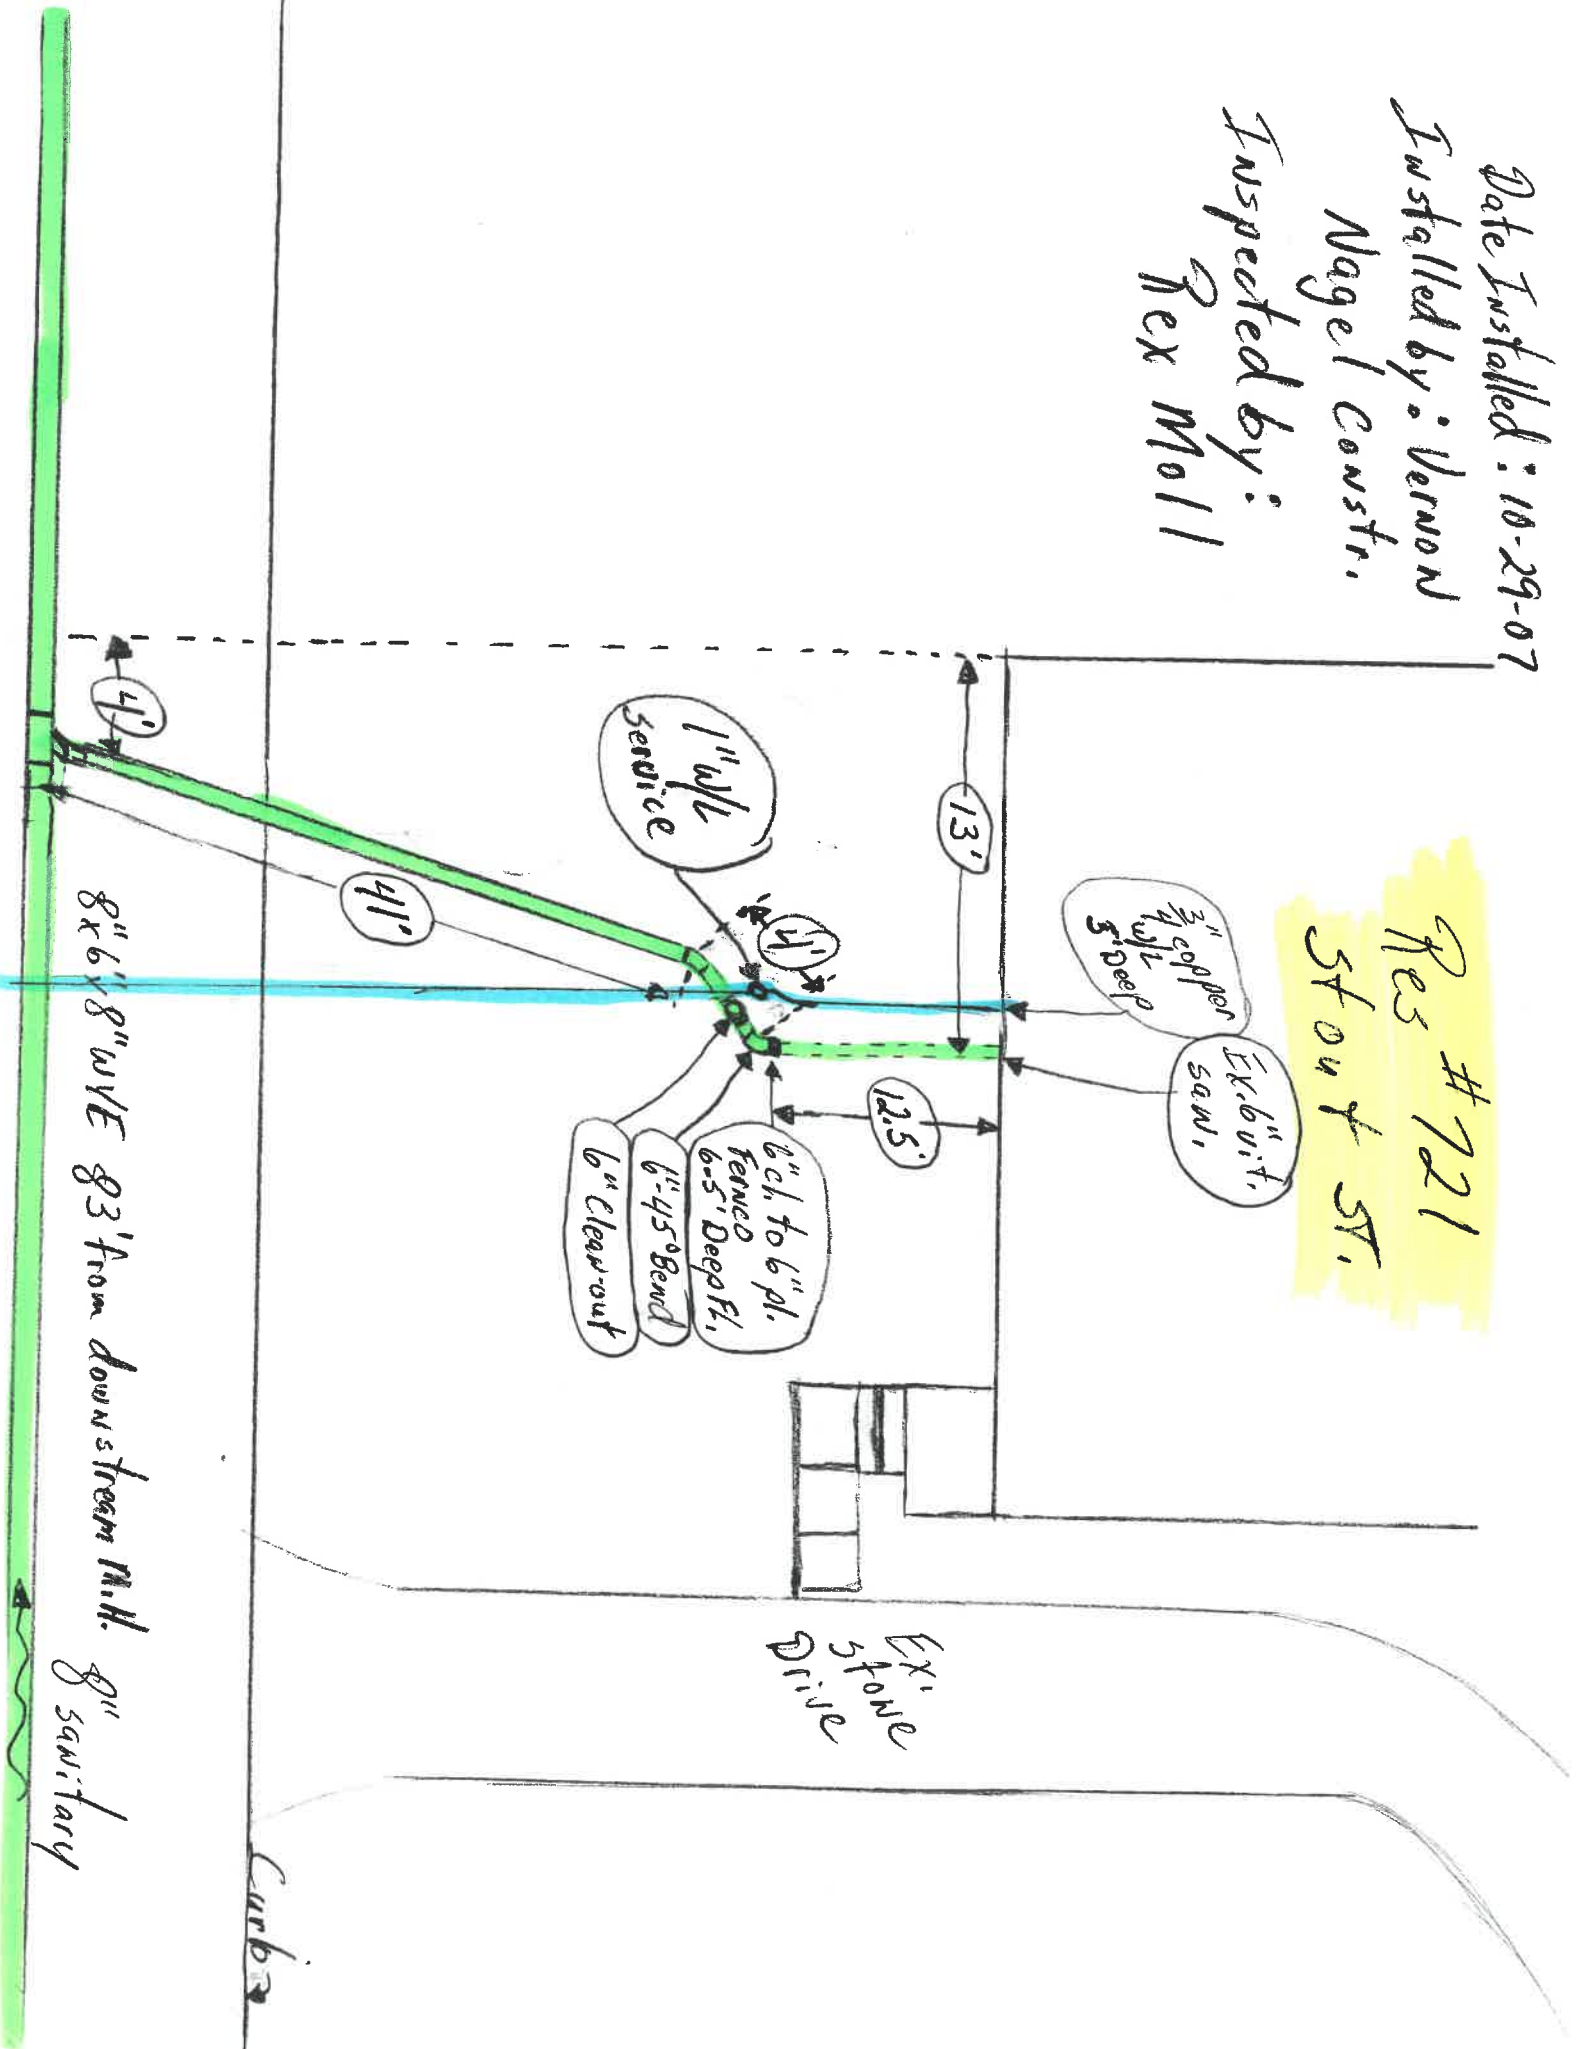 Date Installed: 10-29-07
Installed by: Vernon
Nagel Constr.
Inspected by:
Rex Moll
Res #721
Stout St.
3/4" copper
W/L
5' Deep
Ex. 6" vit.
san.
13'
12.5'
1" W/L
service
4'
6" c.I. to 6" pl.
Fernco
6-5' Deep FL.
6"-45° Bend
6" Clean-out
41'
4'
Ex.
Stone
Drive
8"x6"x8" WYE 83' from downstream M.H.
8" sanitary
Curb